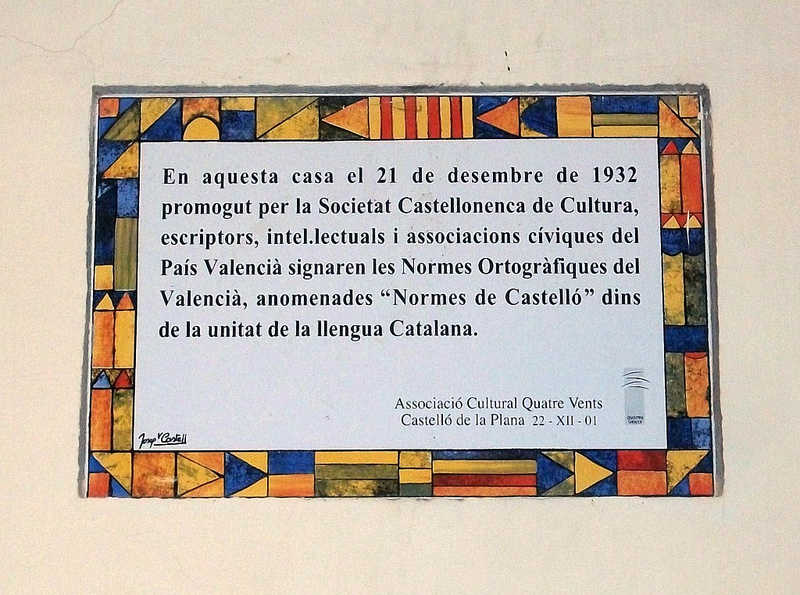 En aquesta casa el 21 de desembre de 1932
promogut per la Societat Castellonenca de Cultura,
escriptors, intel.lectuals i associacions cíviques del
País Valencià signaren les Normes Ortogràfiques del
Valencià, anomenades “Normes de Castelló” dins
de la unitat de la llengua Catalana.
Associació Cultural Quatre Vents
Castelló de la Plana 22 - XII - 01
QUATRE
VENTS